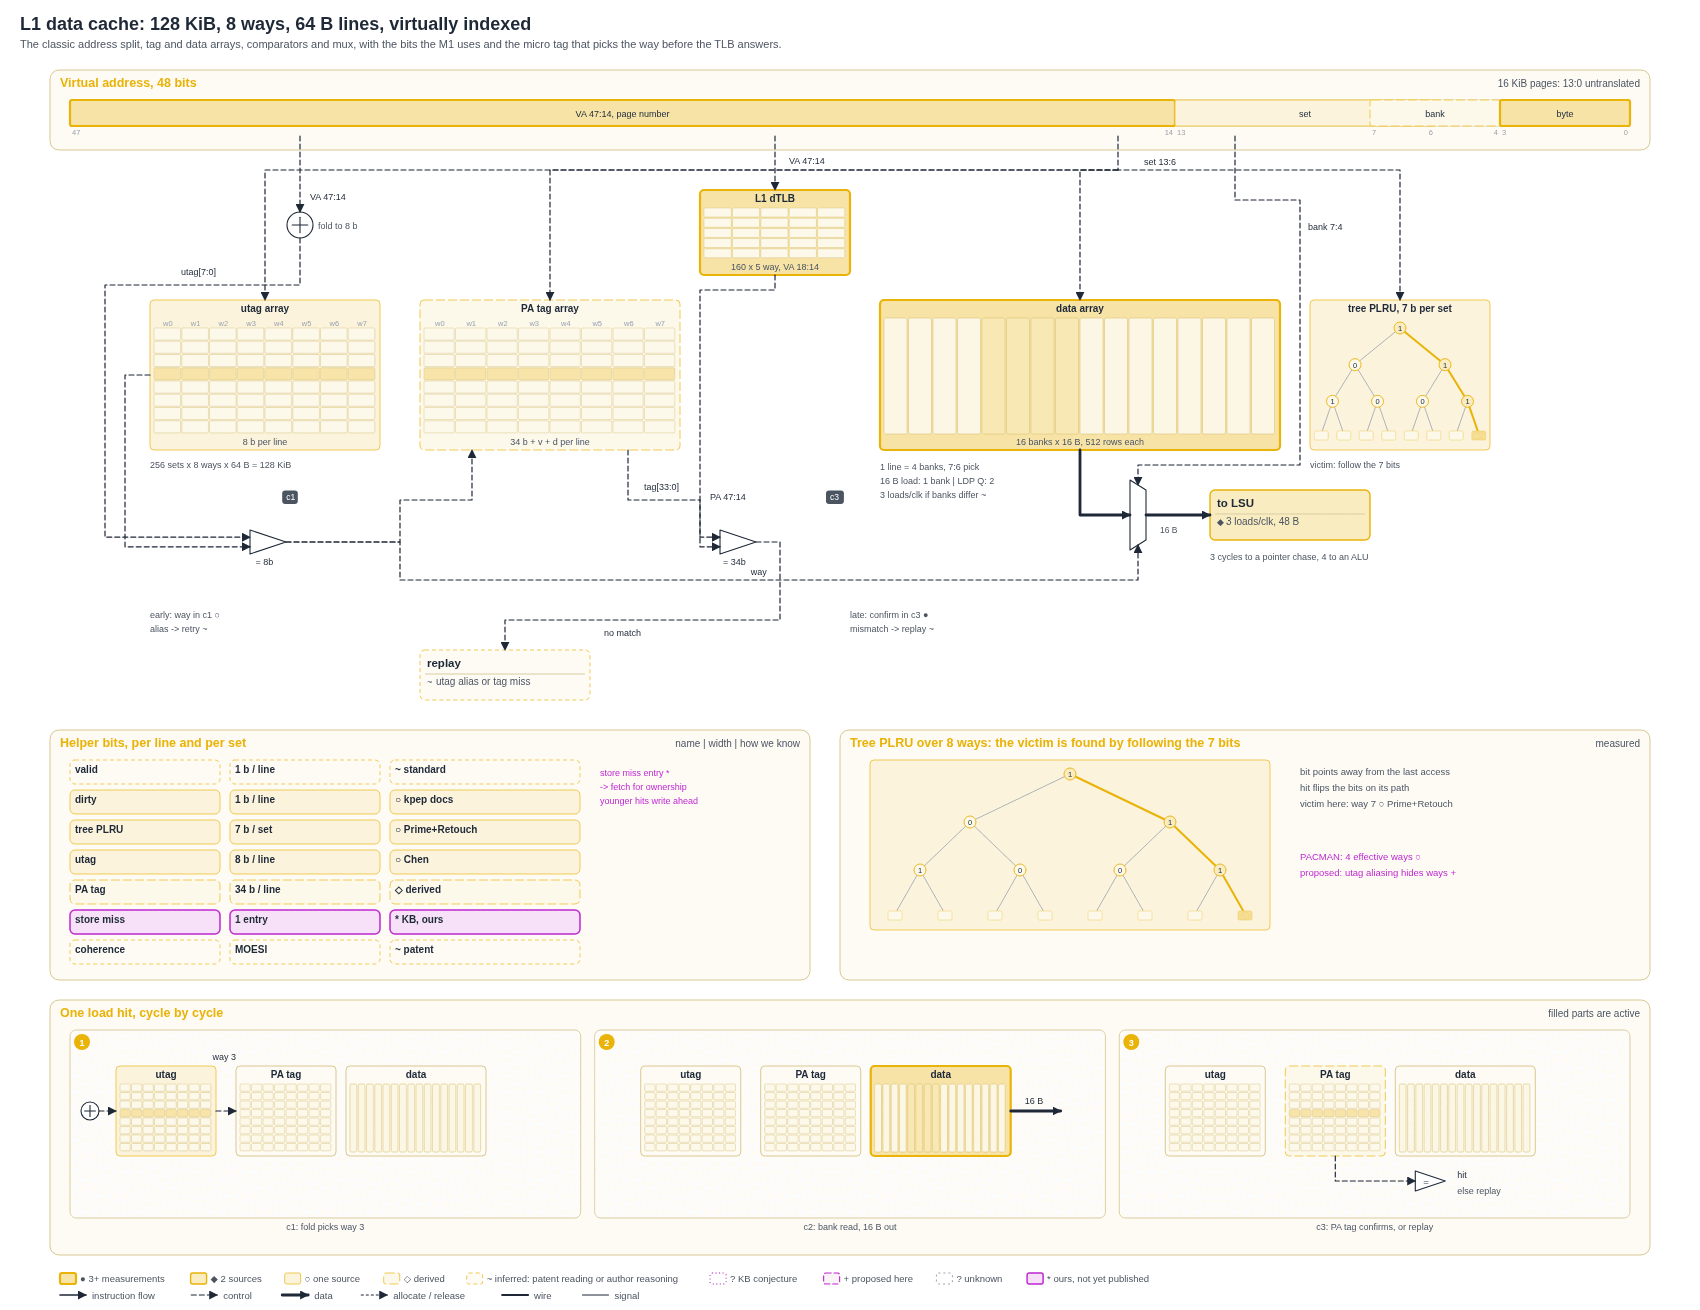 L1 data cache: 128 KiB, 8 ways, 64 B lines, virtually indexed
The classic address split, tag and data arrays, comparators and mux, with the bits the M1 uses and the micro tag that picks the way before the TLB answers.
Virtual address, 48 bits
16 KiB pages: 13:0 untranslated
VA 47:14, page number
set
bank
byte
47
14
13
7
6
4
3
0
VA 47:14
set 13:6
VA 47:14
fold to 8 b
bank 7:4
utag[7:0]
L1 dTLB
160 x 5 way, VA 18:14
utag array
w0 w1 w2 w3 w4 w5 w6 w7
8 b per line
256 sets x 8 ways x 64 B = 128 KiB
PA tag array
w0 w1 w2 w3 w4 w5 w6 w7
34 b + v + d per line
data array
16 banks x 16 B, 512 rows each
1 line = 4 banks, 7:6 pick
16 B load: 1 bank | LDP Q: 2
3 loads/clk if banks differ ~
tree PLRU, 7 b per set
1
0 1
1 0 0 1
victim: follow the 7 bits
c1
tag[33:0]
PA 47:14
c3
to LSU
◆ 3 loads/clk, 48 B
16 B
3 cycles to a pointer chase, 4 to an ALU
= 8b
= 34b
way
early: way in c1 ○
alias -> retry ~
late: confirm in c3 ●
mismatch -> replay ~
no match
replay
~ utag alias or tag miss
Helper bits, per line and per set
name | width | how we know
valid
1 b / line
~ standard
dirty
1 b / line
○ kpep docs
tree PLRU
7 b / set
○ Prime+Retouch
utag
8 b / line
○ Chen
PA tag
34 b / line
◇ derived
store miss
1 entry
* KB, ours
coherence
MOESI
~ patent
store miss entry *
-> fetch for ownership
younger hits write ahead
Tree PLRU over 8 ways: the victim is found by following the 7 bits
measured
1
0 1
1 0 0 1
bit points away from the last access
hit flips the bits on its path
victim here: way 7 ○ Prime+Retouch
PACMAN: 4 effective ways ○
proposed: utag aliasing hides ways +
One load hit, cycle by cycle
filled parts are active
1
way 3
utag
PA tag
data
c1: fold picks way 3
2
utag
PA tag
data
16 B
c2: bank read, 16 B out
3
utag
PA tag
data
=
hit
else replay
c3: PA tag confirms, or replay
● 3+ measurements
◆ 2 sources
○ one source
◇ derived
~ inferred: patent reading or author reasoning
? KB conjecture
+ proposed here
? unknown
* ours, not yet published
instruction flow
control
data
allocate / release
wire
signal